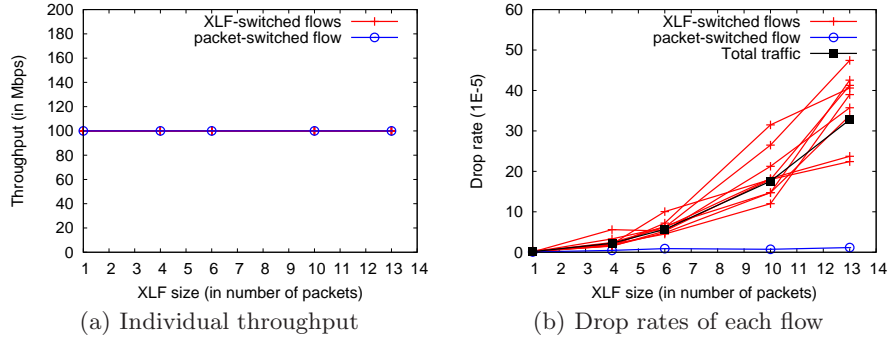 XLF-switched flows
packet-switched flow
200
180
160
140
120
100
80
60
40
20
0
Throughput (in Mbps)
1 2 3 4 5 6 7 8 9 10 11 12 13 14
XLF size (in number of packets)
(a) Individual throughput
XLF-switched flows
packet-switched flow
Total traffic
60
50
40
30
20
10
0
Drop rate (1E-5)
1 2 3 4 5 6 7 8 9 10 11 12 13 14
XLF size (in number of packets)
(b) Drop rates of each flow